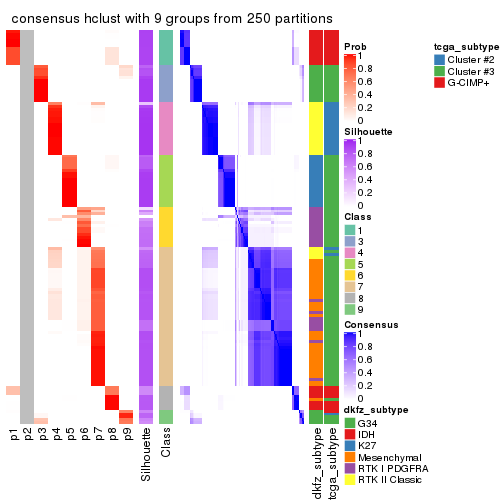 consensus hclust with 9 groups from 250 partitions
Prob
1
0.8
0.6
0.4
0.2
0
Silhouette
1
0.8
0.6
0.4
0.2
0
Class
1
3
4
5
6
7
8
9
Consensus
1
0.8
0.6
0.4
0.2
0
dkfz_subtype
G34
IDH
K27
Mesenchymal
RTK I PDGFRA
RTK II Classic
tcga_subtype
Cluster #2
Cluster #3
G-CIMP+
p1
p2
p3
p4
p5
p6
p7
p8
p9
Silhouette
Class
dkfz_subtype
tcga_subtype